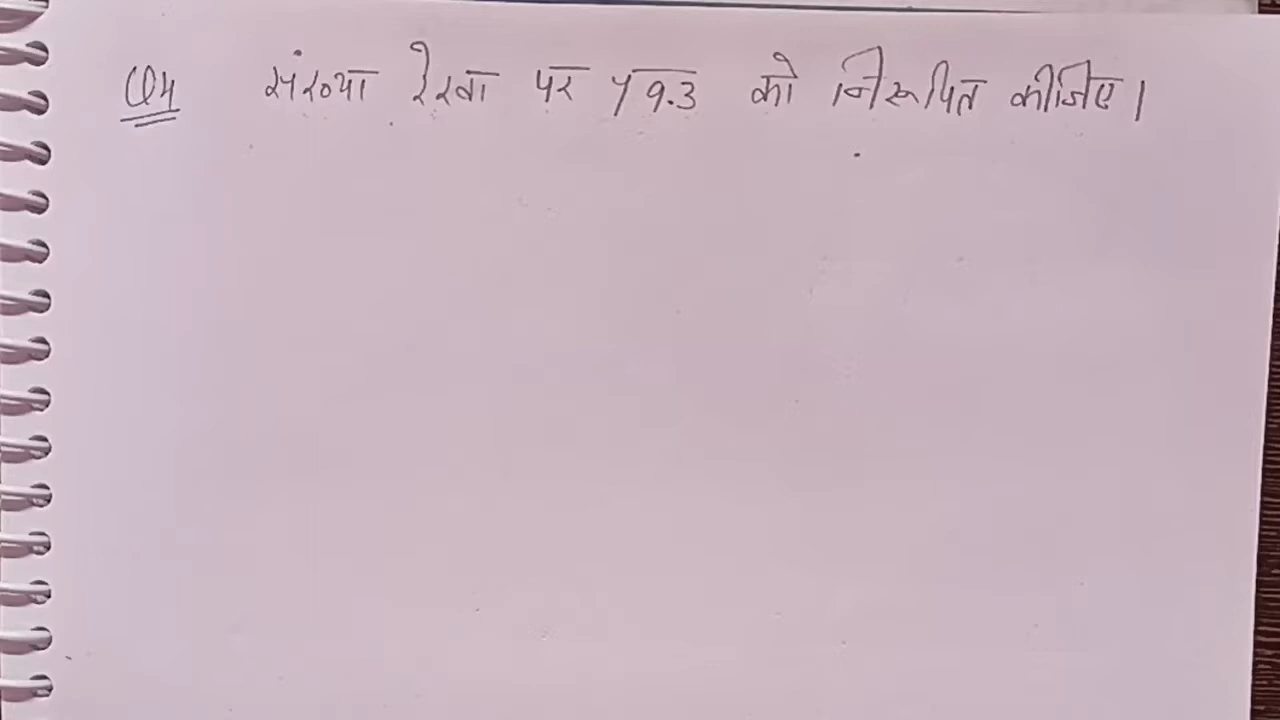 Q4 संख्या रेखा पर √9.3 को निरूपित कीजिए।